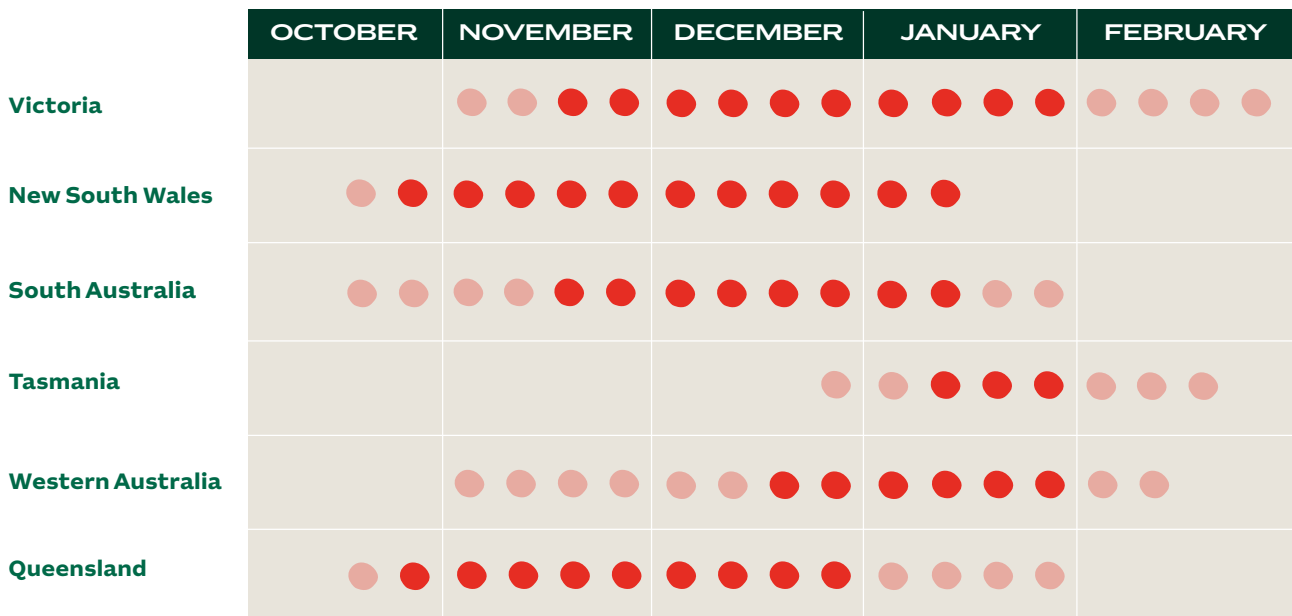 OCTOBER NOVEMBER DECEMBER JANUARY FEBRUARY
Victoria
New South Wales
South Australia
Tasmania
Western Australia
Queensland